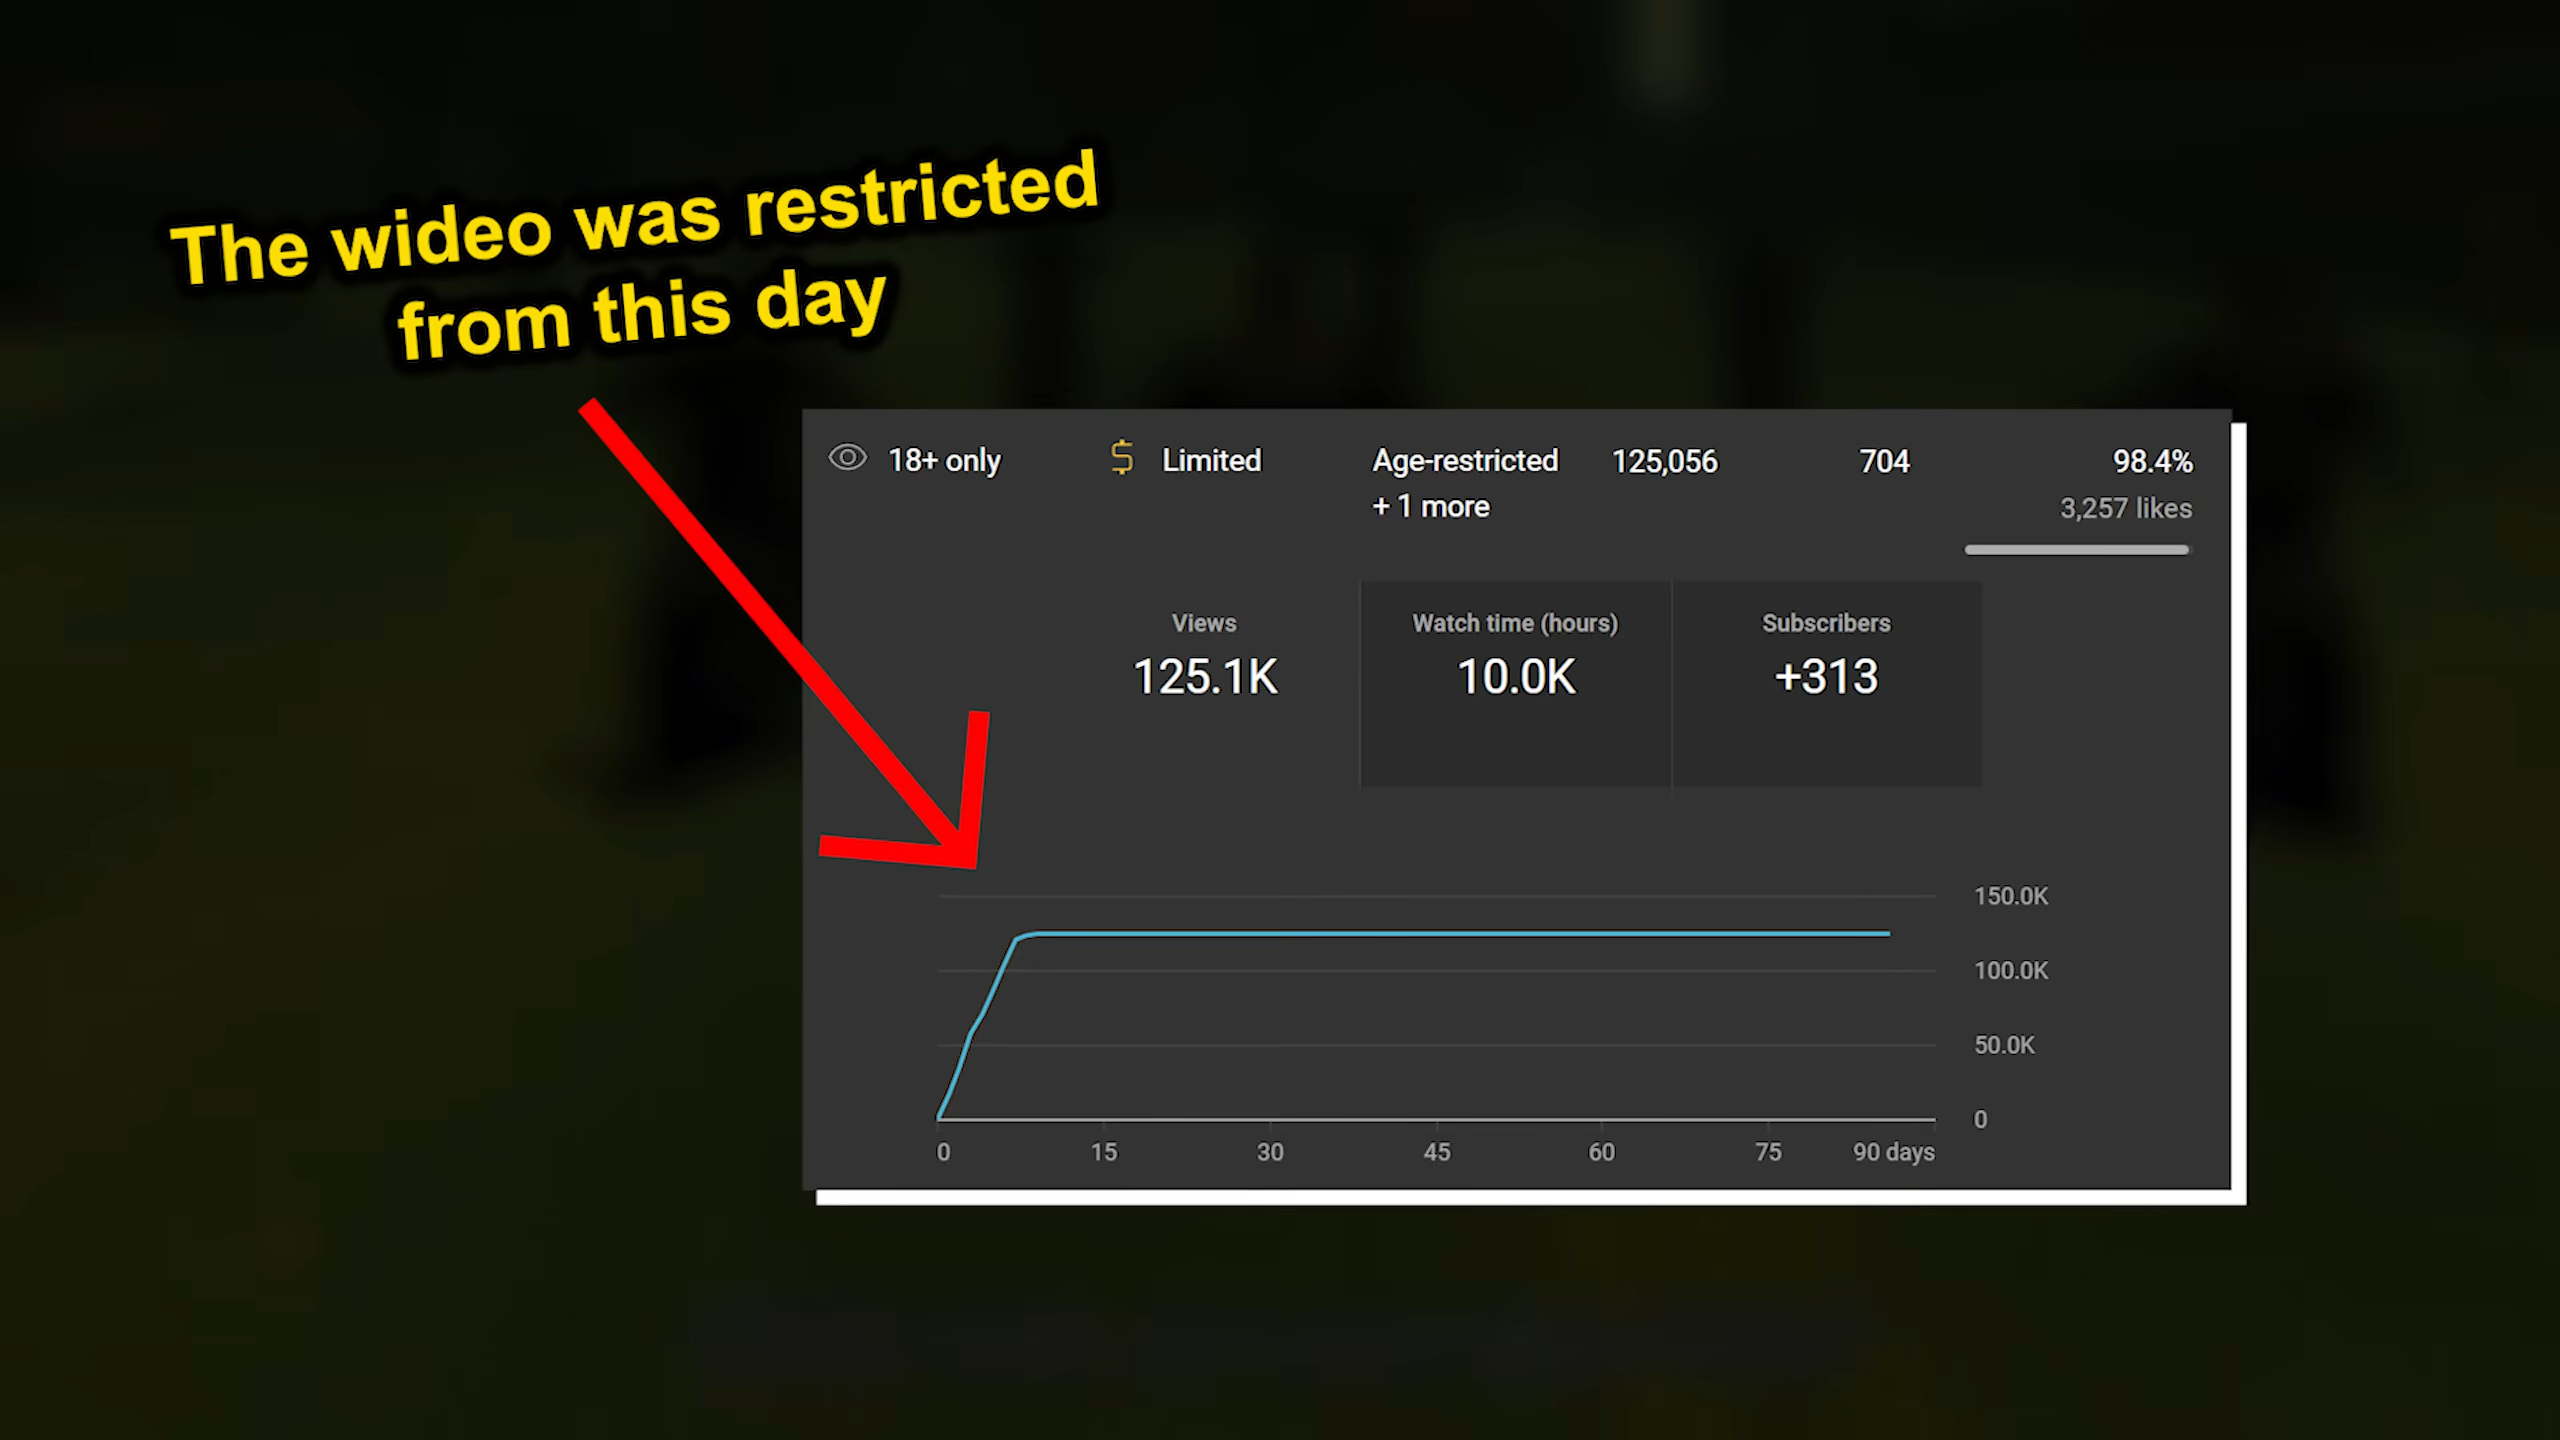 The wideo was restricted
from this day
18+ only
Limited
Age-restricted
+ 1 more
125,056
704
98.4%
3,257 likes
Views
125.1K
Watch time (hours)
10.0K
Subscribers
+313
150.0K
100.0K
50.0K
0
0 15 30 45 60 75 90 days